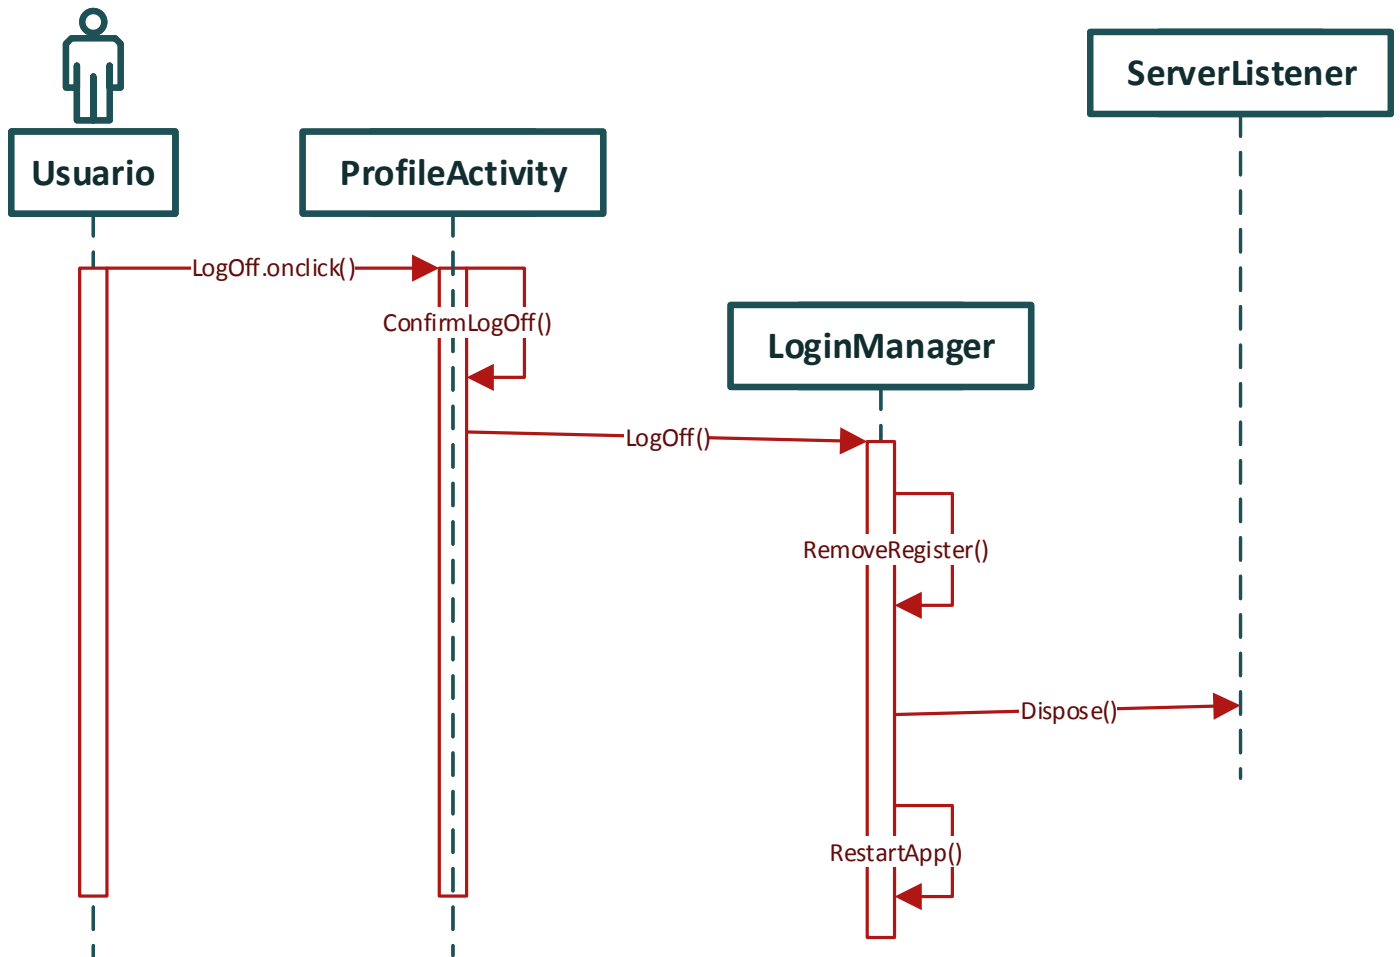 ServerListener
Usuario
ProfileActivity
LogOff.onclick()
ConfirmLogOff()
LoginManager
LogOff()
RemoveRegister()
Dispose()
RestartApp()